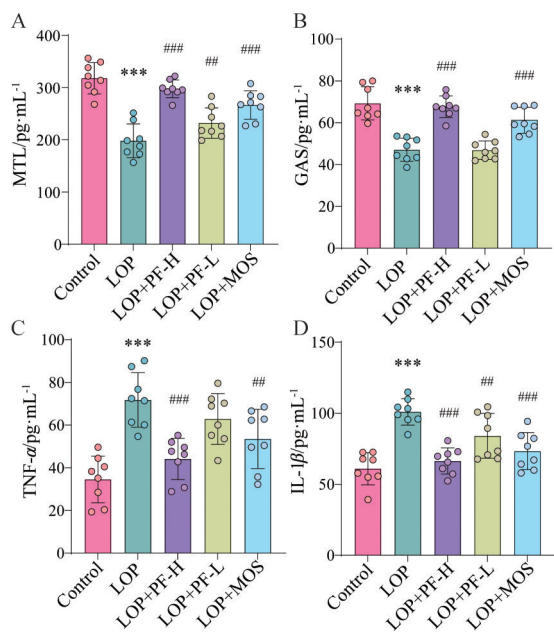 A
MTL/pg·mL⁻¹
400
300
200
100
0
***
###
##
###
Control
LOP
LOP+PF-H
LOP+PF-L
LOP+MOS
B
GAS/pg·mL⁻¹
100
80
60
40
20
0
***
###
###
Control
LOP
LOP+PF-H
LOP+PF-L
LOP+MOS
C
TNF-α/pg·mL⁻¹
100
80
60
40
20
0
***
###
##
Control
LOP
LOP+PF-H
LOP+PF-L
LOP+MOS
D
IL-1β/pg·mL⁻¹
150
100
50
0
***
###
##
###
Control
LOP
LOP+PF-H
LOP+PF-L
LOP+MOS